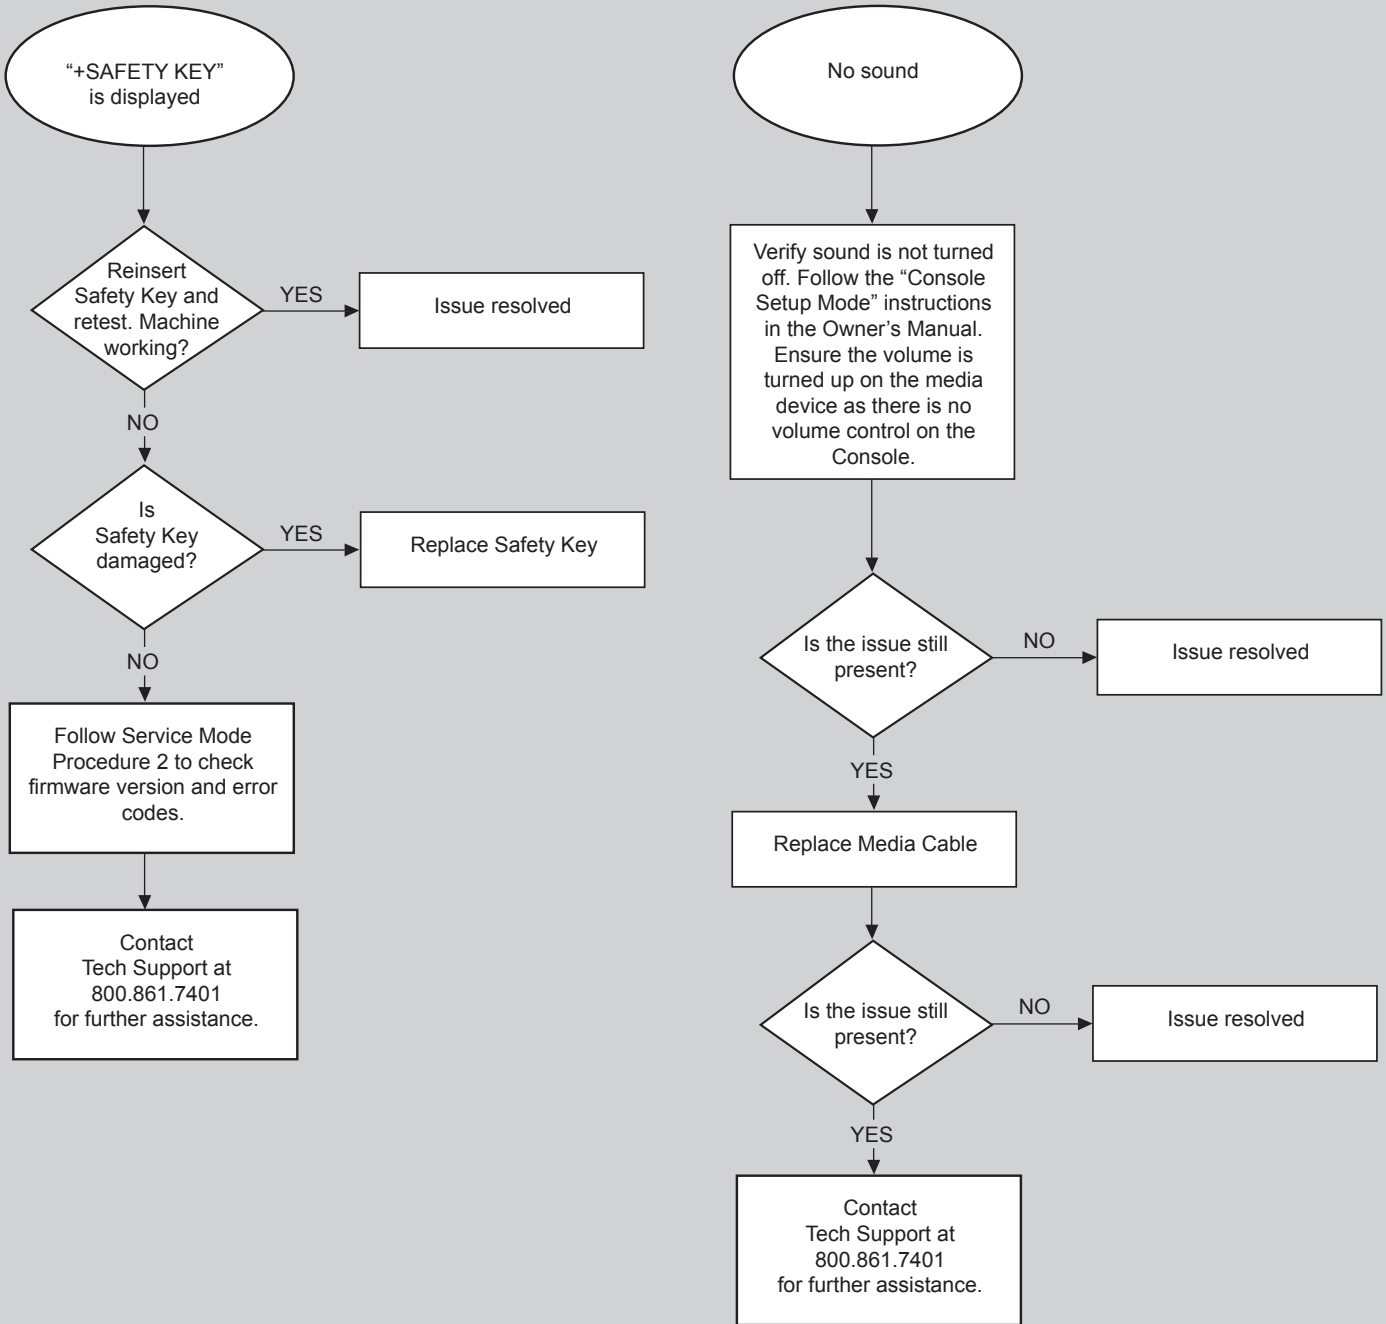 “+SAFETY KEY”
is displayed
Reinsert
Safety Key and
retest. Machine
working?
YES
Issue resolved
NO
Is
Safety Key
damaged?
YES
Replace Safety Key
NO
Follow Service Mode
Procedure 2 to check
firmware version and error
codes.
Contact
Tech Support at
800.861.7401
for further assistance.
No sound
Verify sound is not turned
off. Follow the “Console
Setup Mode” instructions
in the Owner’s Manual.
Ensure the volume is
turned up on the media
device as there is no
volume control on the
Console.
Is the issue still
present?
NO
Issue resolved
YES
Replace Media Cable
Is the issue still
present?
NO
Issue resolved
YES
Contact
Tech Support at
800.861.7401
for further assistance.